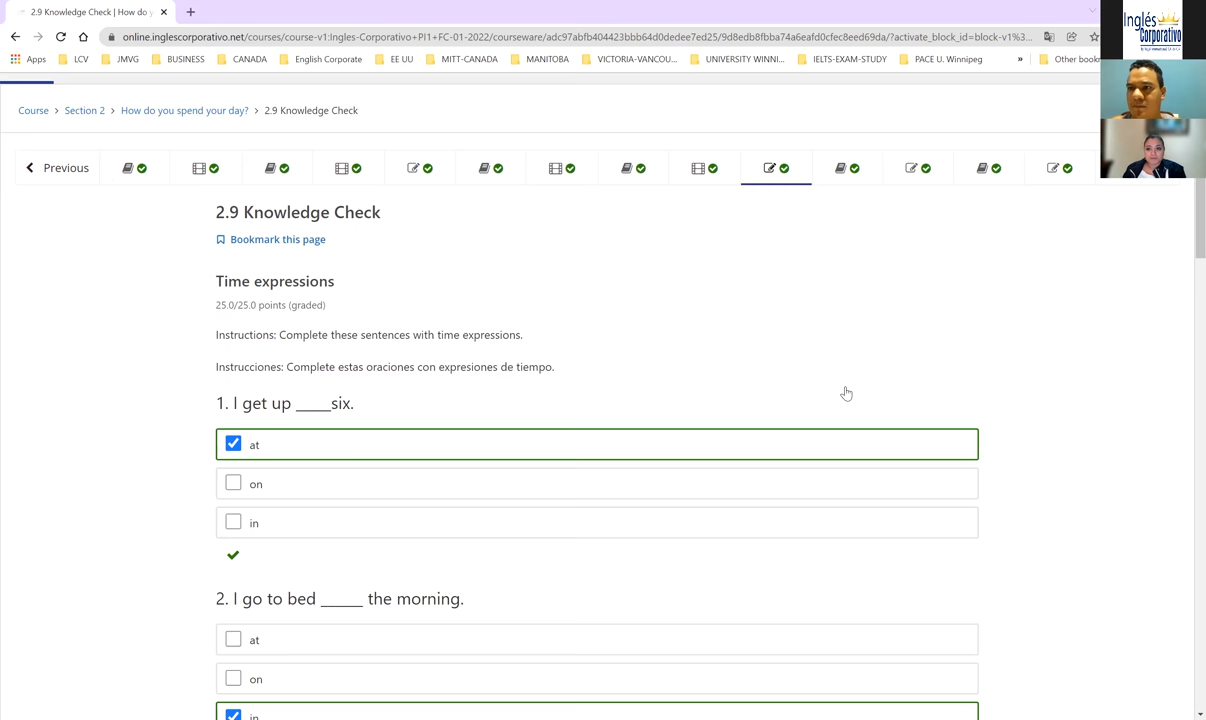 2.9 Knowledge Check | How do y
online.inglescorporativo.net/courses/course-v1:Ingles-Corporativo+PI1+FC-01-2022/courseware/adc97abfb404423bbb64d0dedee7ed25/9d8edb8fbba74a6eafd0cfec8eed69da/?activate_block_id=block-v1%3...
Apps LCV JMVG BUSINESS CANADA English Corporate EE UU MITT-CANADA MANITOBA VICTORIA-VANCOU... UNIVERSITY WINNI... IELTS-EXAM-STUDY PACE U. Winnipeg » Other bookm
Inglés
Corporativo
Course > Section 2 > How do you spend your day? > 2.9 Knowledge Check
Previous
2.9 Knowledge Check
Bookmark this page
Time expressions
25.0/25.0 points (graded)
Instructions: Complete these sentences with time expressions.
Instrucciones: Complete estas oraciones con expresiones de tiempo.
1. I get up _____six.
at
on
in
2. I go to bed ______ the morning.
at
on
in